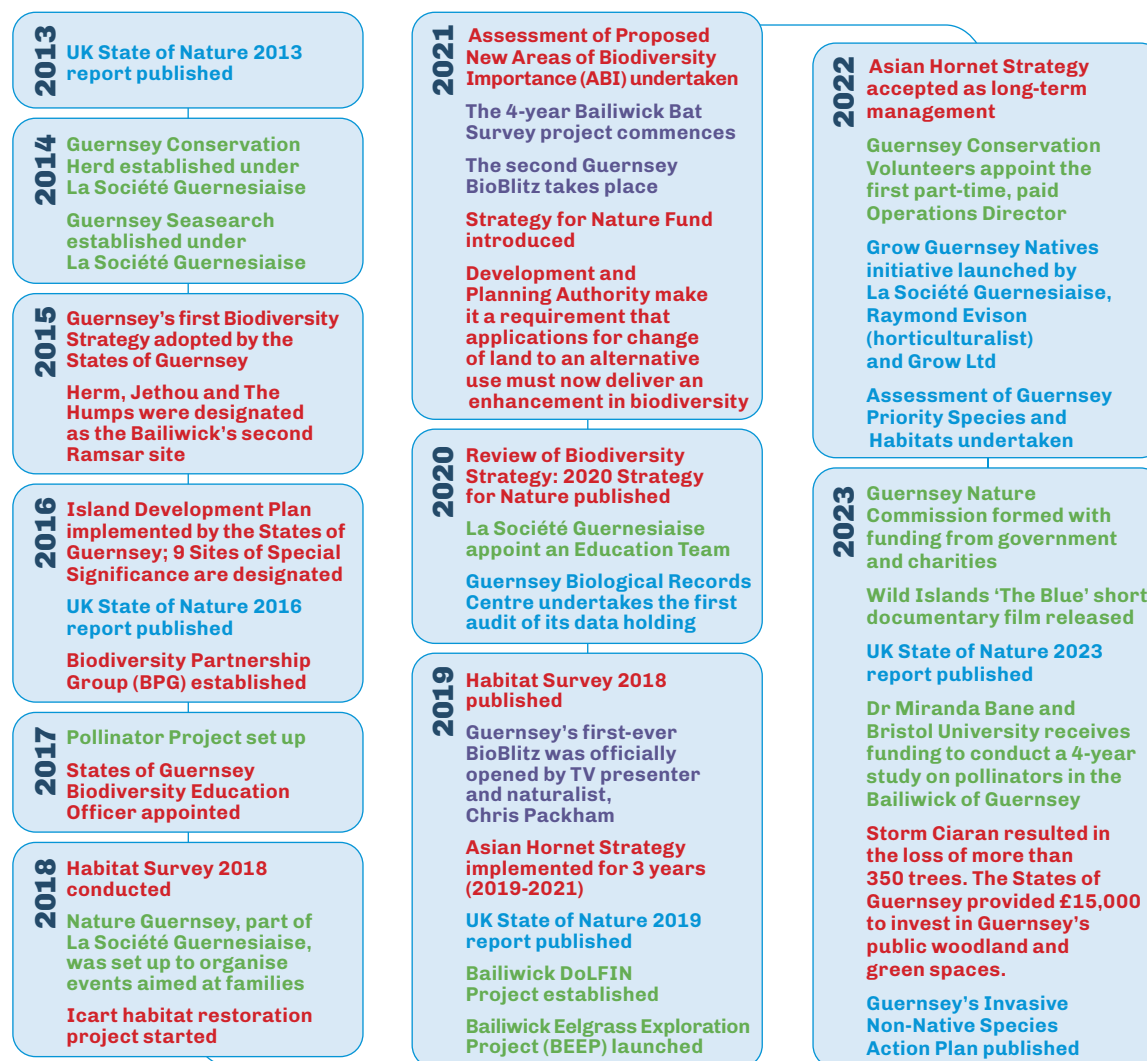 2013
UK State of Nature 2013
report published
2014
Guernsey Conservation
Herd established under
La Société Guernesiaise
Guernsey Seasearch
established under
La Société Guernesiaise
2015
Guernsey's first Biodiversity
Strategy adopted by the
States of Guernsey
Herm, Jethou and The
Humps were designated
as the Bailiwick's second
Ramsar site
2016
Island Development Plan
implemented by the States of
Guernsey; 9 Sites of Special
Significance are designated
UK State of Nature 2016
report published
Biodiversity Partnership
Group (BPG) established
2017
Pollinator Project set up
States of Guernsey
Biodiversity Education
Officer appointed
2018
Habitat Survey 2018
conducted
Nature Guernsey, part of
La Société Guernesiaise,
was set up to organise
events aimed at families
Icart habitat restoration
project started
2019
Habitat Survey 2018
published
Guernsey's first-ever
BioBlitz was officially
opened by TV presenter
and naturalist,
Chris Packham
Asian Hornet Strategy
implemented for 3 years
(2019-2021)
UK State of Nature 2019
report published
Bailiwick DoLFIN
Project established
Bailiwick Eelgrass Exploration
Project (BEEP) launched
2020
Review of Biodiversity
Strategy: 2020 Strategy
for Nature published
La Société Guernesiaise
appoint an Education Team
Guernsey Biological Records
Centre undertakes the first
audit of its data holding
2021
Assessment of Proposed
New Areas of Biodiversity
Importance (ABI) undertaken
The 4-year Bailiwick Bat
Survey project commences
The second Guernsey
BioBlitz takes place
Strategy for Nature Fund
introduced
Development and
Planning Authority make
it a requirement that
applications for change
of land to an alternative
use must now deliver an
enhancement in biodiversity
2022
Asian Hornet Strategy
accepted as long-term
management
Guernsey Conservation
Volunteers appoint the
first part-time, paid
Operations Director
Grow Guernsey Natives
initiative launched by
La Société Guernesiaise,
Raymond Evison
(horticulturalist)
and Grow Ltd
Assessment of Guernsey
Priority Species and
Habitats undertaken
2023
Guernsey Nature
Commission formed with
funding from government
and charities
Wild Islands 'The Blue' short
documentary film released
UK State of Nature 2023
report published
Dr Miranda Bane and
Bristol University receives
funding to conduct a 4-year
study on pollinators in the
Bailiwick of Guernsey
Storm Ciaran resulted in
the loss of more than
350 trees. The States of
Guernsey provided £15,000
to invest in Guernsey's
public woodland and
green spaces.
Guernsey's Invasive
Non-Native Species
Action Plan published